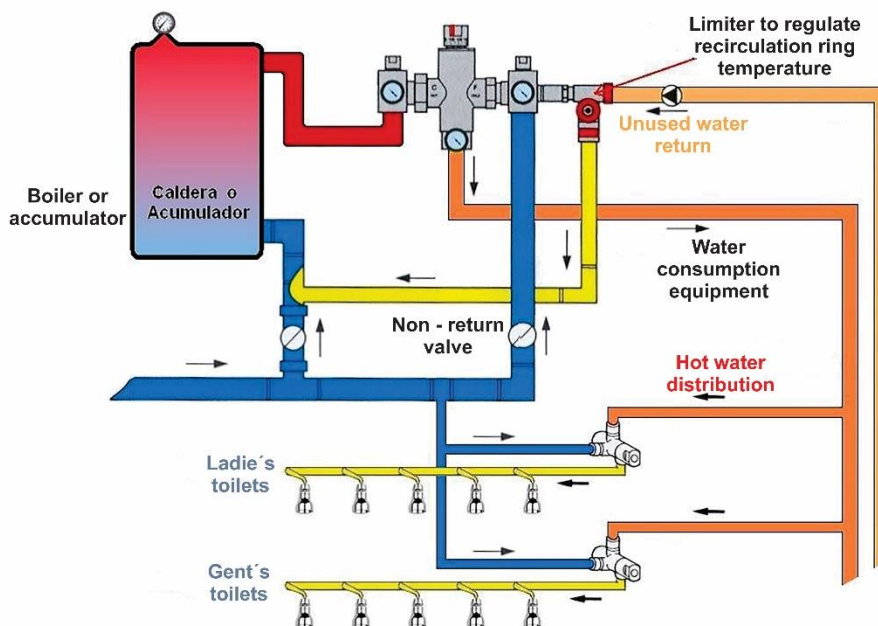 Limiter to regulate
recirculation ring
temperature
Unused water
return
Boiler or
accumulator
Caldera o
Acumulador
Water
consumption
equipment
Non - return
valve
Hot water
distribution
Ladie´s
toilets
Gent´s
toilets